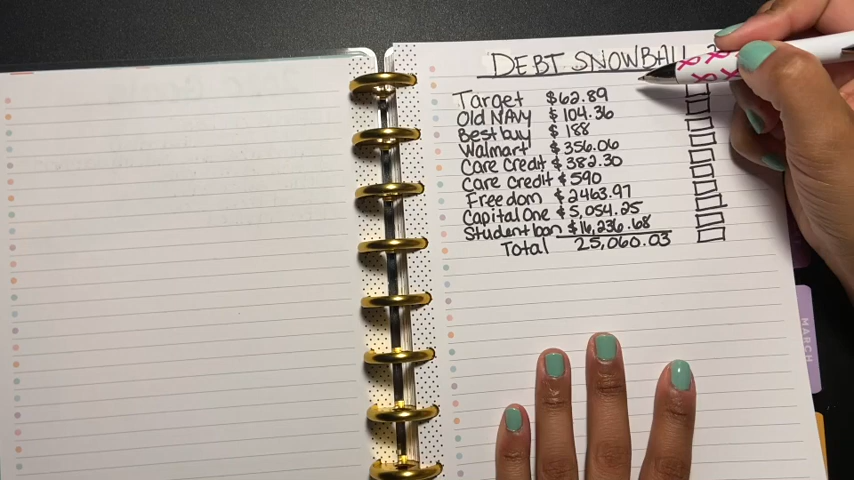 DEBT SNOWBALL
Target $62.89
Old NAVY $104.36
Best buy $188
Walmart $356.06
Care Credit $382.30
Care credit $590
Freedom $2463.97
Capital One $5,054.25
Student loan $16,236.68
Total 25,060.03
MARCH